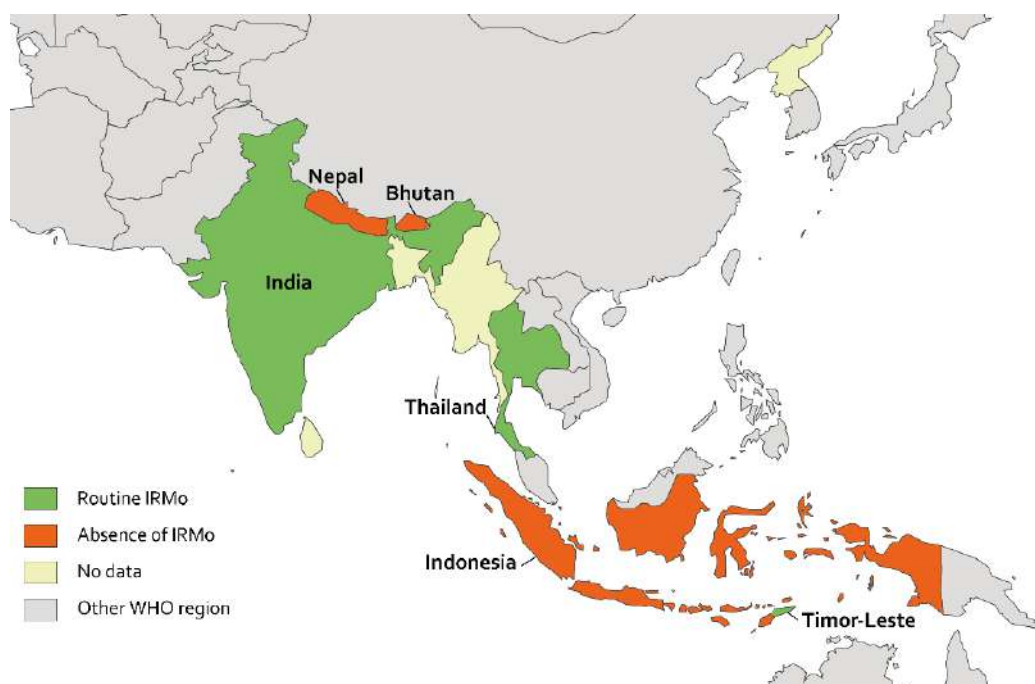 Nepal
Bhutan
India
Thailand
Indonesia
Timor-Leste
Routine IRMo
Absence of IRMo
No data
Other WHO region